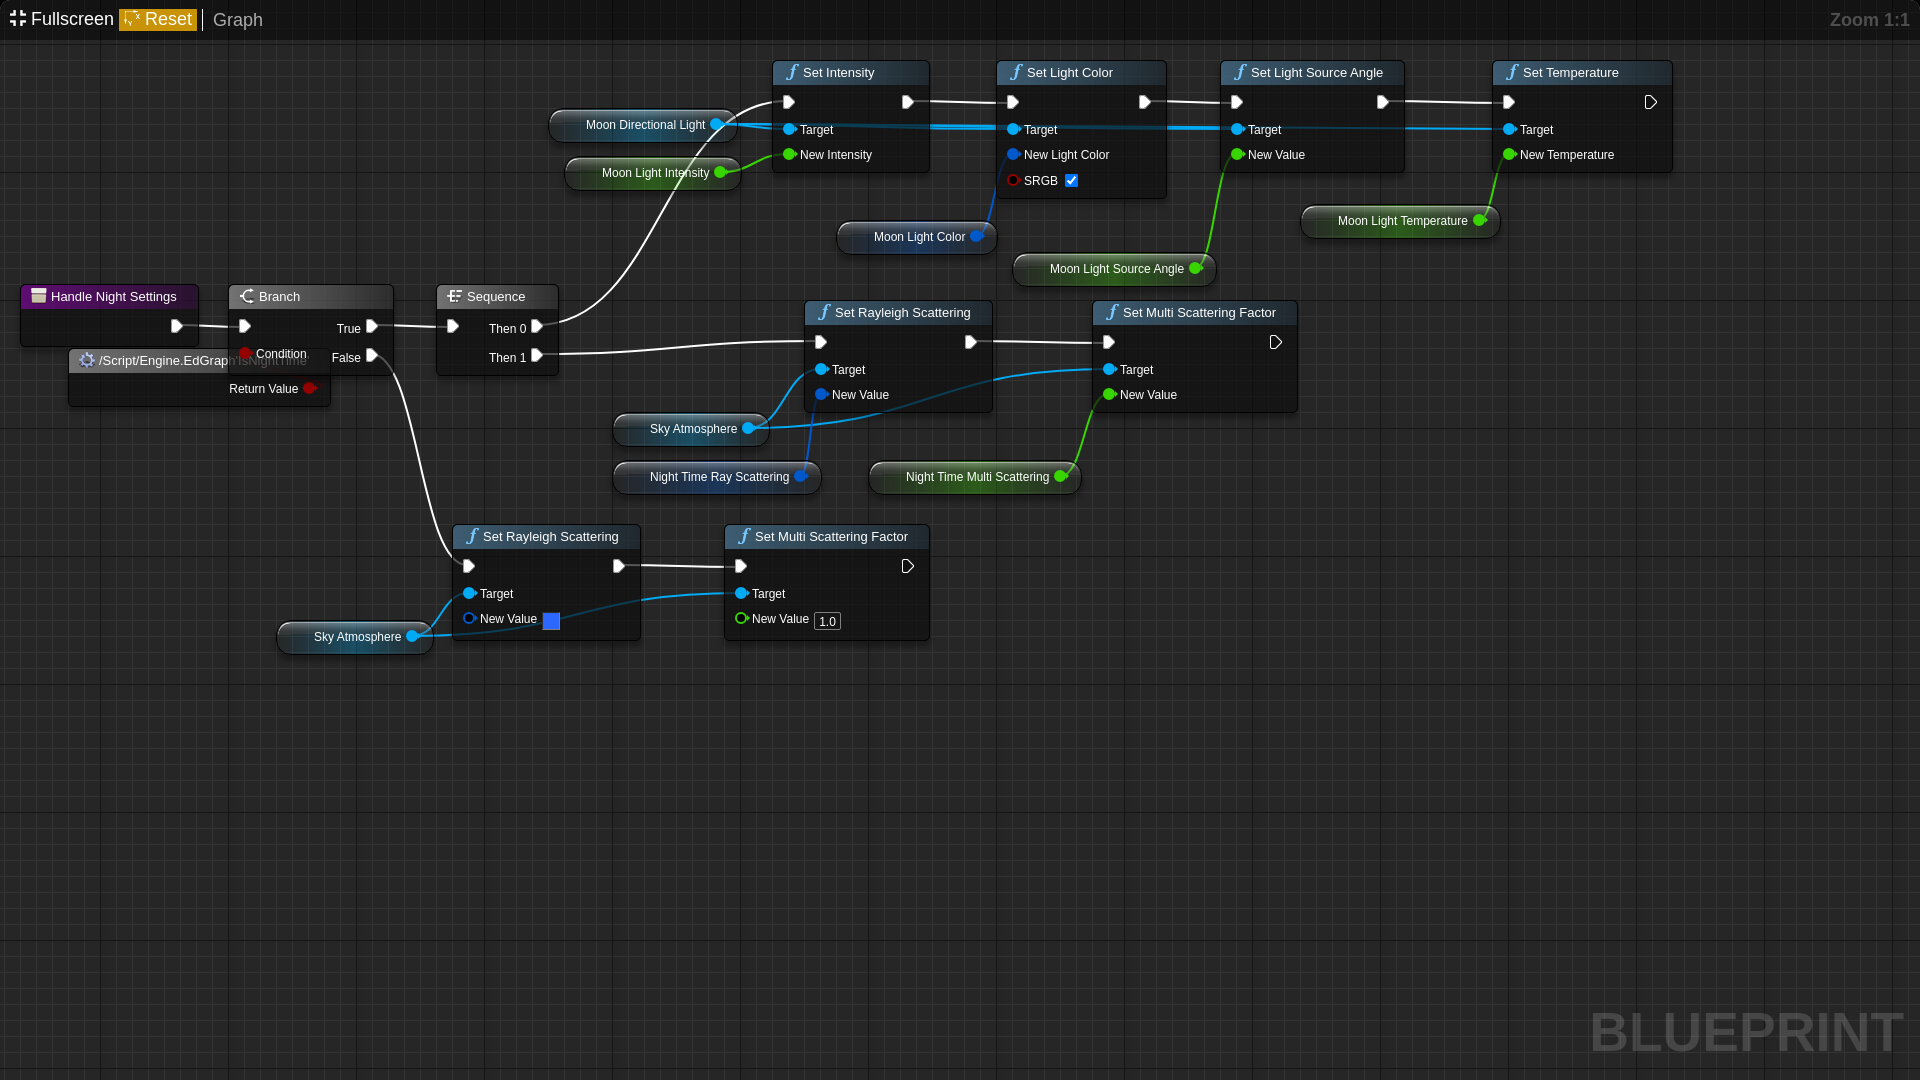 Fullscreen Reset Graph Zoom 1:1
Set Intensity
Target
New Intensity
Moon Directional Light
Moon Light Intensity
Set Light Color
Target
New Light Color
SRGB
Moon Light Color
Set Light Source Angle
Target
New Value
Moon Light Source Angle
Set Temperature
Target
New Temperature
Moon Light Temperature
Handle Night Settings
Branch
True
Condition
False
/Script/Engine.EdGraph'IsNightTime'
Return Value
Sequence
Then 0
Then 1
Set Rayleigh Scattering
Target
New Value
Sky Atmosphere
Night Time Ray Scattering
Set Multi Scattering Factor
Target
New Value
Night Time Multi Scattering
Set Rayleigh Scattering
Target
New Value
Sky Atmosphere
Set Multi Scattering Factor
Target
New Value 1.0
BLUEPRINT